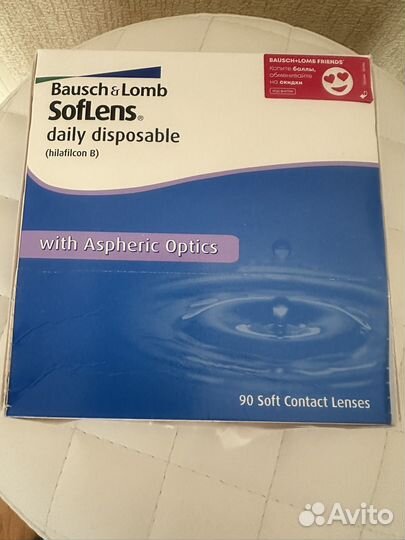 Bausch & Lomb
SofLens®
daily disposable
(hilafilcon B)
BAUSCH+LOMB FRIENDS
Копите баллы,
обменивайте
на скидки
with Aspheric Optics
90 Soft Contact Lenses
Avito